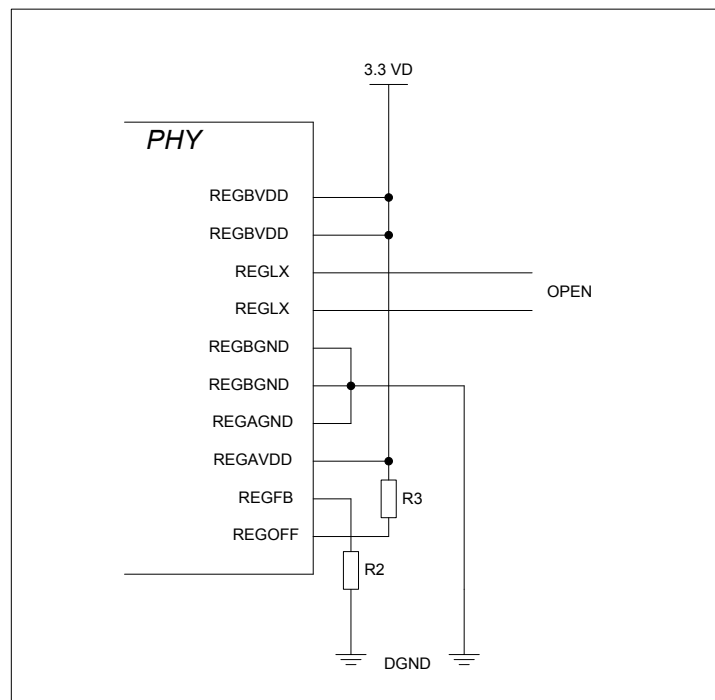 3.3 VD
PHY
REGBVDD
REGBVDD
REGLX
OPEN
REGLX
REGBGND
REGBGND
REGAGND
REGAVDD
REGFB
R3
REGOFF
R2
DGND